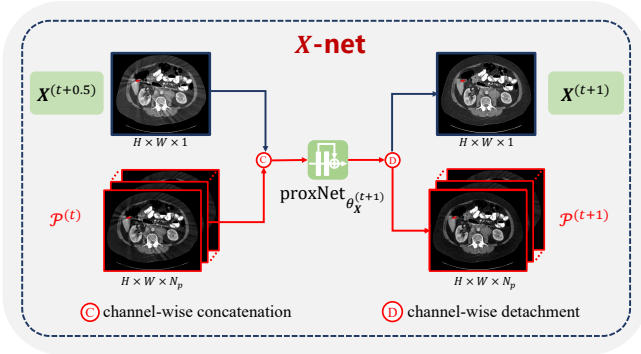 X-net
X^(t+0.5)
H × W × 1
X^(t+1)
H × W × 1
C
D
proxNet_θ_X^(t+1)
𝒫^(t)
H × W × N_p
𝒫^(t+1)
H × W × N_p
C channel-wise concatenation
D channel-wise detachment